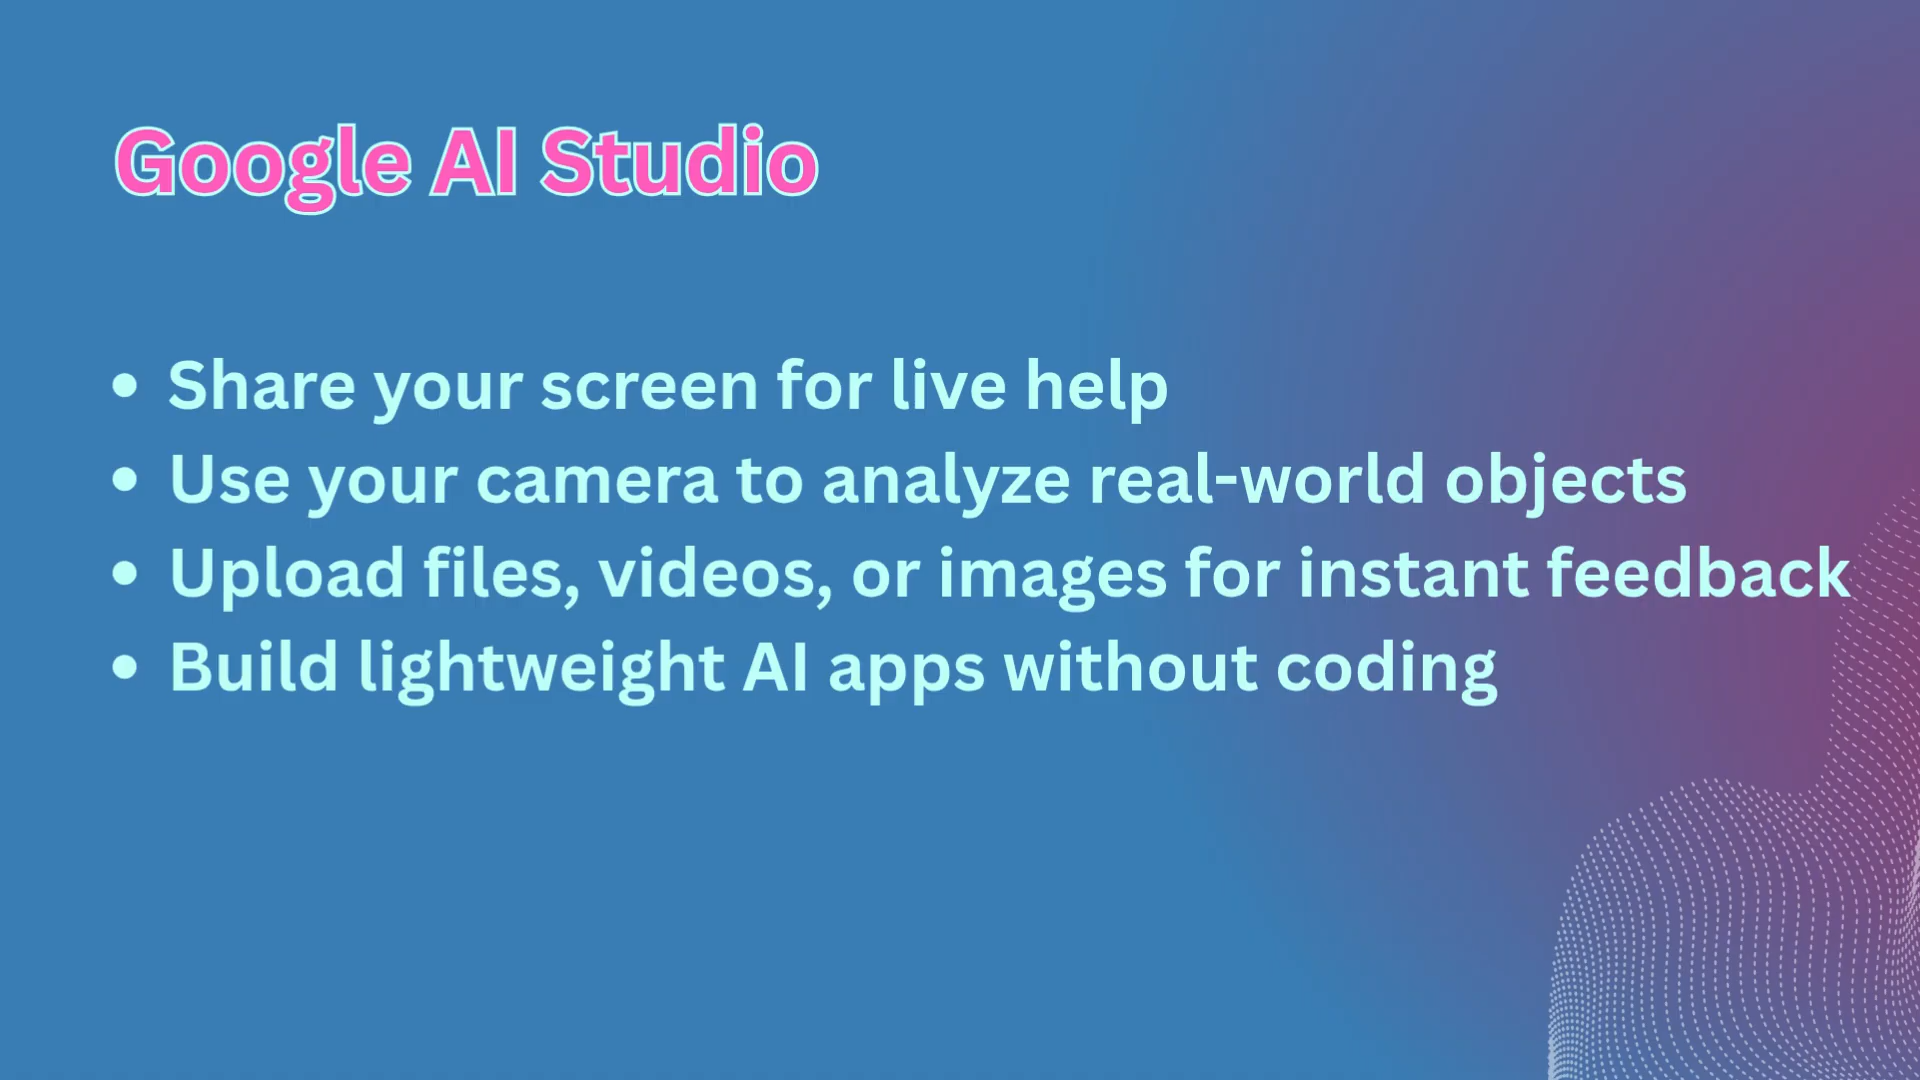 Google AI Studio
• Share your screen for live help
• Use your camera to analyze real-world objects
• Upload files, videos, or images for instant feedback
• Build lightweight AI apps without coding